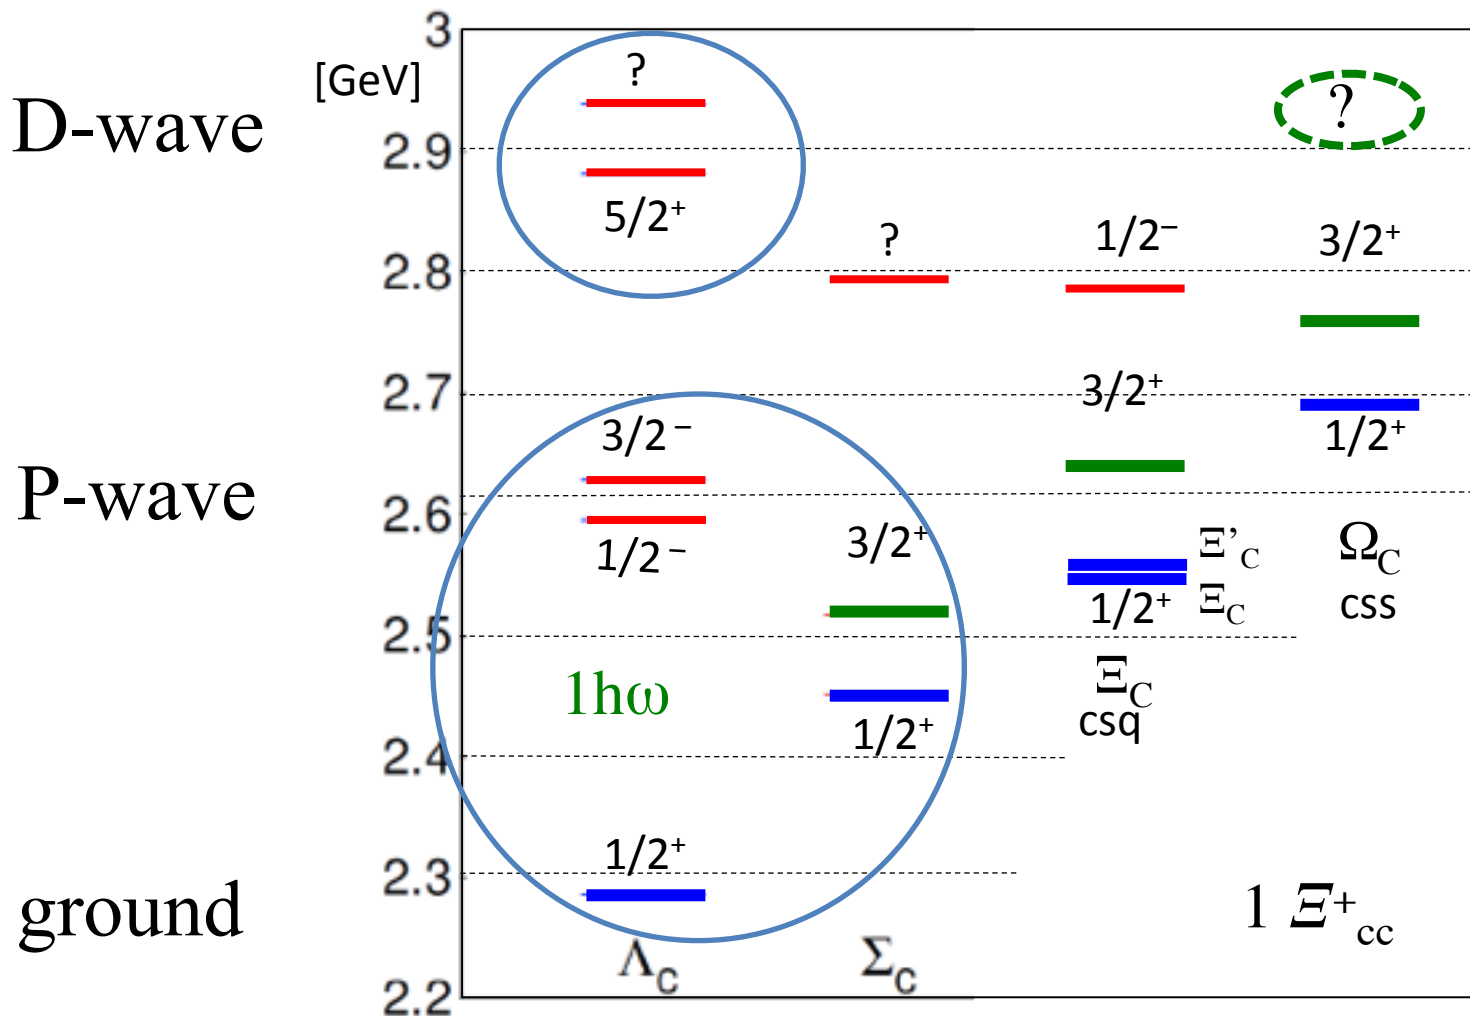 3
[GeV]
?
?
D-wave
2.9
5/2⁺
?
1/2⁻
3/2⁺
2.8
2.7
3/2⁺
3/2⁻
1/2⁺
P-wave
2.6
1/2⁻
3/2⁺
Ξ’C
ΩC
1/2⁺
ΞC
css
2.5
1hω
ΞC
csq
1/2⁺
2.4
1/2⁺
2.3
ground
1 Ξ⁺cc
ΛC
ΣC
2.2